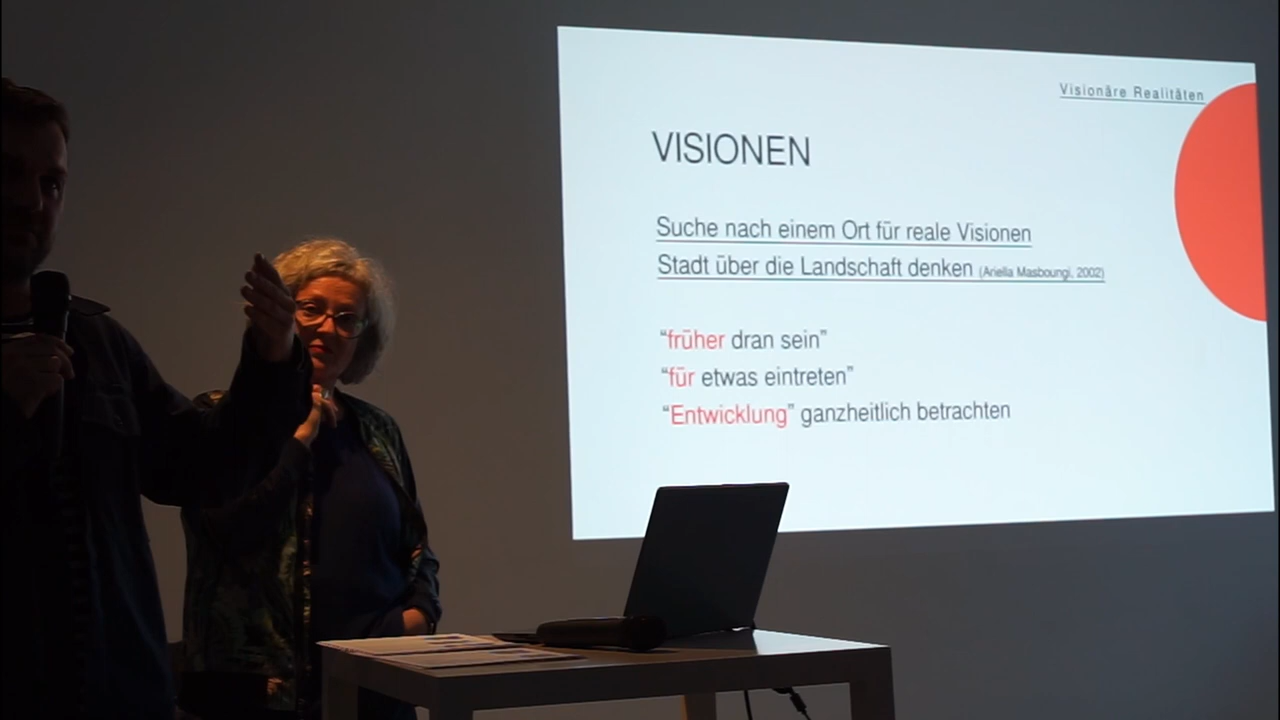 Visionäre Realitäten
VISIONEN
Suche nach einem Ort für reale Visionen
Stadt über die Landschaft denken (Ariella Masboungi, 2002)
“früher dran sein”
“für etwas eintreten”
“Entwicklung” ganzheitlich betrachten